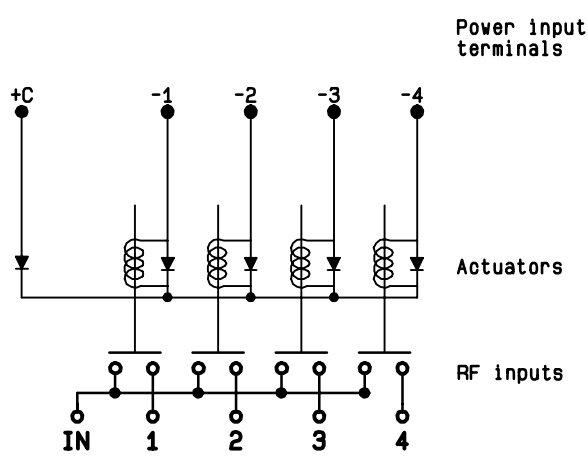 Power input
terminals
+C -1 -2 -3 -4
Actuators
RF inputs
IN 1 2 3 4